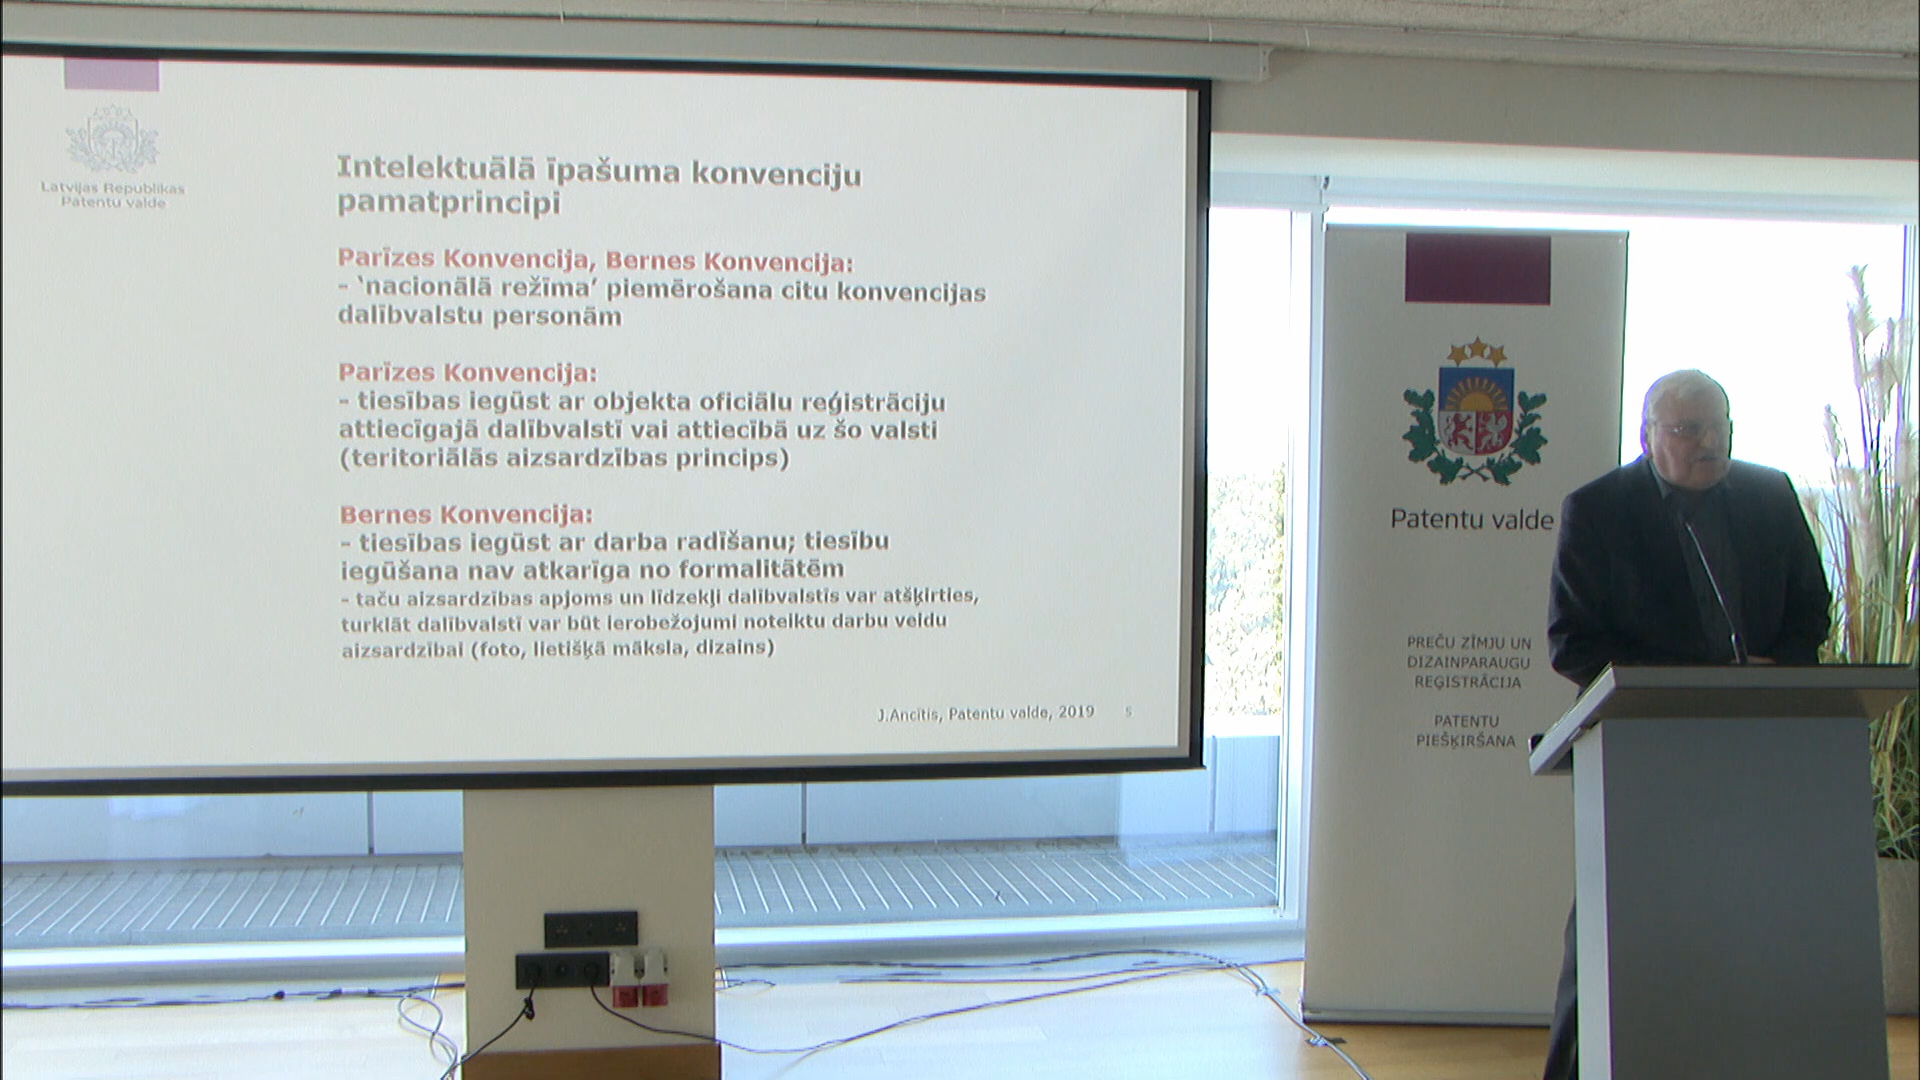 Latvijas Republikas
Patentu valde
Intelektuālā īpašuma konvenciju
pamatprincipi
Parīzes Konvencija, Bernes Konvencija:
- ‘nacionālā režīma’ piemērošana citu konvencijas
dalībvalstu personām
Parīzes Konvencija:
- tiesības iegūst ar objekta oficiālu reģistrāciju
attiecīgajā dalībvalstī vai attiecībā uz šo valsti
(teritoriālās aizsardzības princips)
Bernes Konvencija:
- tiesības iegūst ar darba radīšanu; tiesību
iegūšana nav atkarīga no formalitātēm
- taču aizsardzības apjoms un līdzekļi dalībvalstīs var atšķirties,
turklāt dalībvalstī var būt ierobežojumi noteiktu darbu veidu
aizsardzībai (foto, lietišķā māksla, dizains)
J.Ancītis, Patentu valde, 2019 5
Patentu valde
PREČU ZĪMJU UN
DIZAINPARAUGU
REĢISTRĀCIJA
PATENTU
PIEŠĶIRŠANA